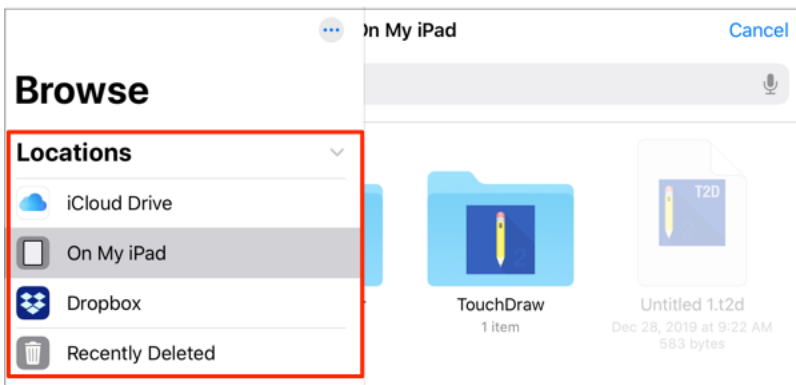 Browse
Locations
iCloud Drive
On My iPad
Dropbox
Recently Deleted
On My iPad
Cancel
2
TouchDraw
1 item
T2D
Untitled 1.t2d
Dec 28, 2019 at 9:22 AM
583 bytes